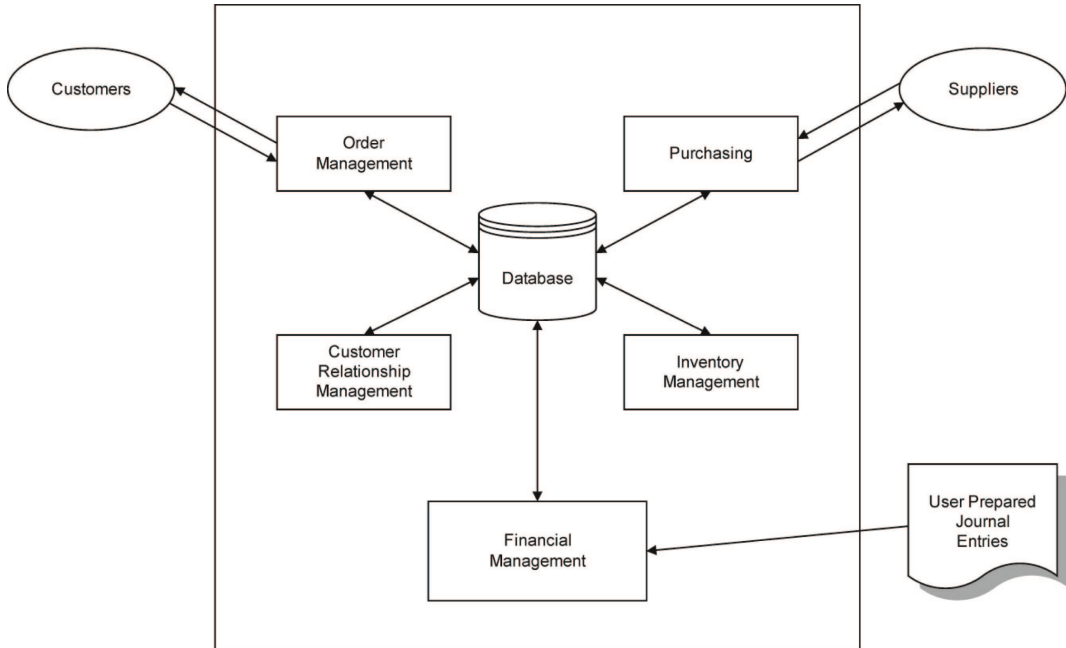 Customers
Suppliers
Order
Management
Purchasing
Database
Customer
Relationship
Management
Inventory
Management
User Prepared
Journal
Entries
Financial
Management